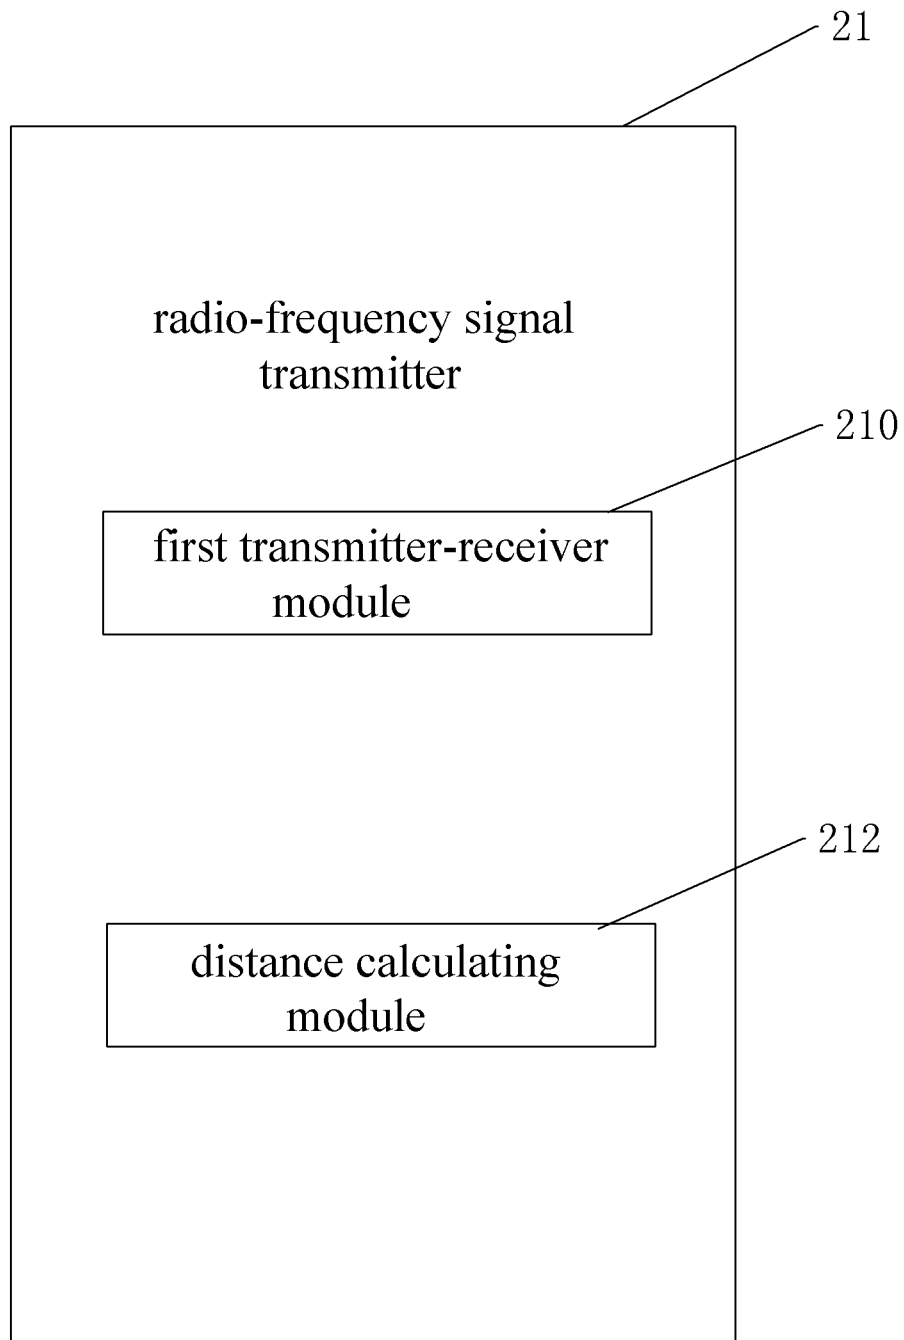 21
radio-frequency signal
transmitter
210
first transmitter-receiver
module
212
distance calculating
module